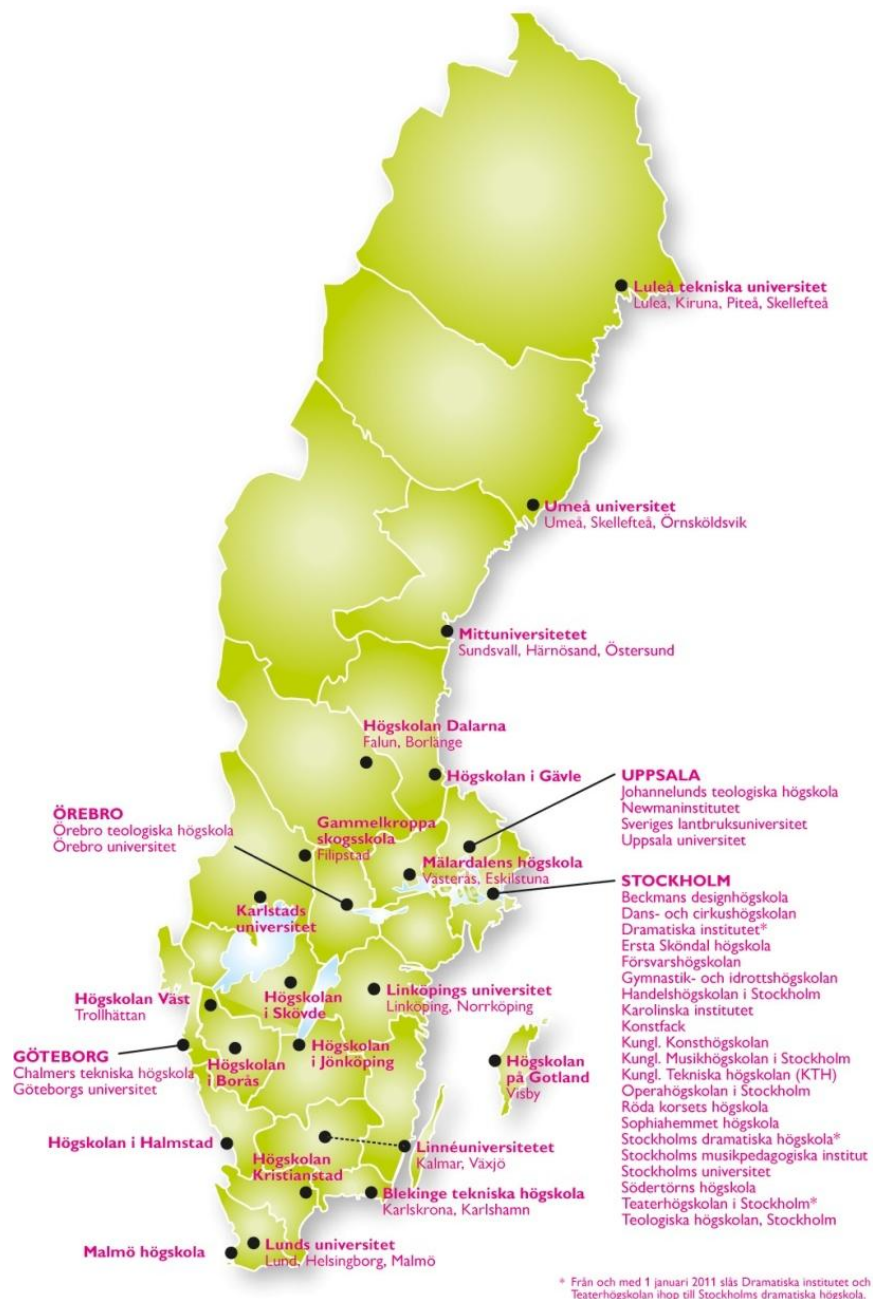 Luleå tekniska universitet
Luleå, Kiruna, Piteå, Skellefteå
Umeå universitet
Umeå, Skellefteå, Örnsköldsvik
Mittuniversitetet
Sundsvall, Härnösand, Östersund
Högskolan Dalarna
Falun, Borlänge
Högskolan i Gävle
UPPSALA
Johannelunds teologiska högskola
Newmaninstitutet
Sveriges lantbruksuniversitet
Uppsala universitet
ÖREBRO
Örebro teologiska högskola
Örebro universitet
Gammelkroppa
skogsskola
Filipstad
Mälardalens högskola
Västerås, Eskilstuna
STOCKHOLM
Beckmans designhögskola
Dans- och cirkushögskolan
Dramatiska institutet*
Ersta Sköndal högskola
Försvarshögskolan
Gymnastik- och idrottshögskolan
Handelshögskolan i Stockholm
Karolinska institutet
Konstfack
Kungl. Konsthögskolan
Kungl. Musikhögskolan i Stockholm
Kungl. Tekniska högskolan (KTH)
Operahögskolan i Stockholm
Röda korsets högskola
Sophiahemmet högskola
Stockholms dramatiska högskola*
Stockholms musikpedagogiska institut
Stockholms universitet
Södertörns högskola
Teaterhögskolan i Stockholm*
Teologiska högskolan, Stockholm
Karlstads
universitet
Högskolan Väst
Trollhättan
Högskolan
i Skövde
Linköpings universitet
Linköping, Norrköping
GÖTEBORG
Chalmers tekniska högskola
Göteborgs universitet
Högskolan
i Borås
Högskolan
i Jönköping
Högskolan
på Gotland
Visby
Högskolan i Halmstad
Högskolan
Kristianstad
Linnéuniversitetet
Kalmar, Växjö
Blekinge tekniska högskola
Karlskrona, Karlshamn
Malmö högskola
Lunds universitet
Lund, Helsingborg, Malmö
* Från och med 1 januari 2011 slås Dramatiska institutet och
Teaterhögskolan ihop till Stockholms dramatiska högskola.